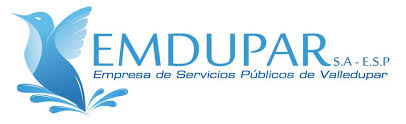 EMDUPAR S.A - E.S.P
Empresa de Servicios Públicos de Valledupar